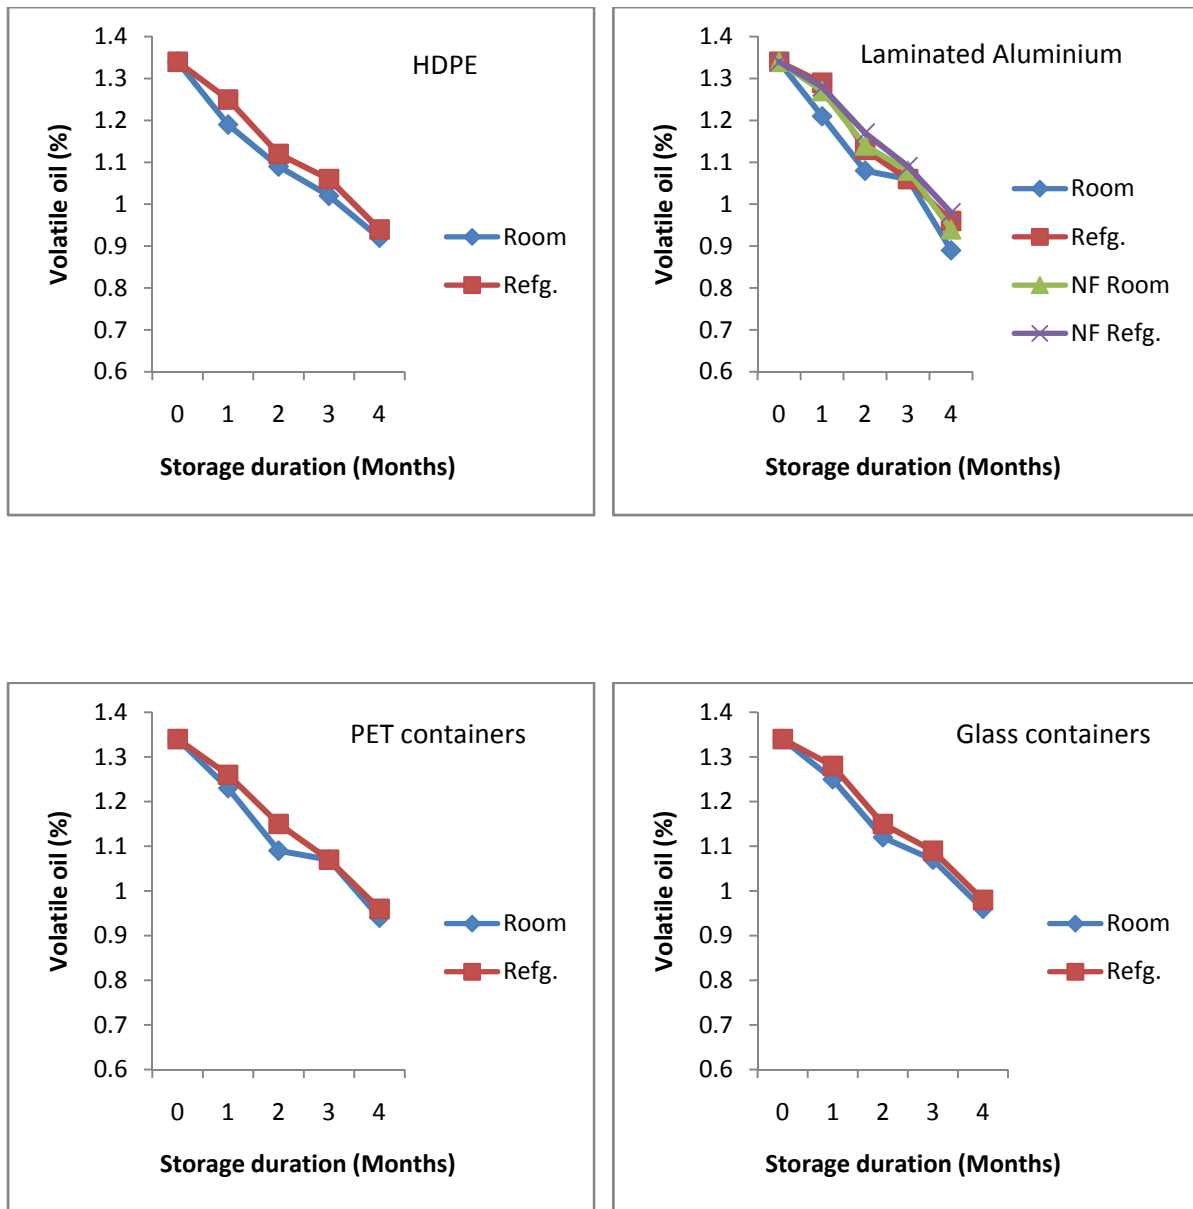 HDPE
Volatile oil (%)
1.4
1.3
1.2
1.1
1
0.9
0.8
0.7
0.6
0 1 2 3 4
Storage duration (Months)
Room
Refg.
Laminated Aluminium
Volatile oil (%)
1.4
1.3
1.2
1.1
1
0.9
0.8
0.7
0.6
0 1 2 3 4
Storage duration (Months)
Room
Refg.
NF Room
NF Refg.
PET containers
Volatile oil (%)
1.4
1.3
1.2
1.1
1
0.9
0.8
0.7
0.6
0 1 2 3 4
Storage duration (Months)
Room
Refg.
Glass containers
Volatile oil (%)
1.4
1.3
1.2
1.1
1
0.9
0.8
0.7
0.6
0 1 2 3 4
Storage duration (Months)
Room
Refg.